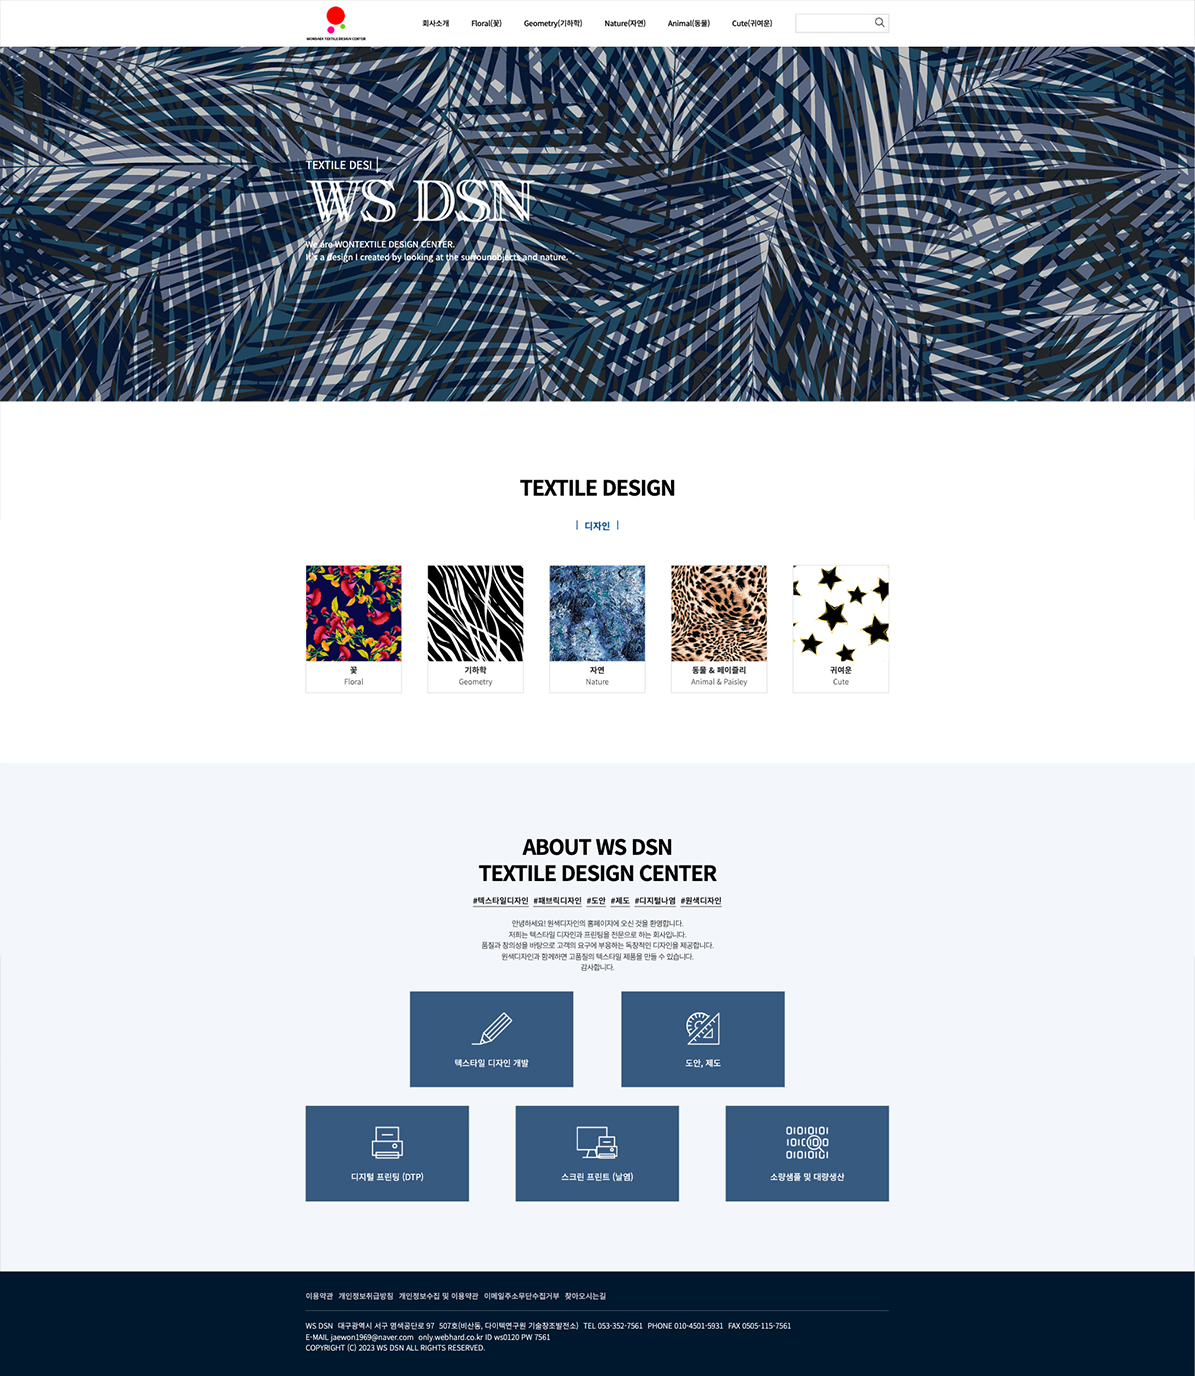 WONSAEK TEXTILE DESIGN CENTER
회사소개 Floral(꽃) Geometry(기하학) Nature(자연) Animal(동물) Cute(귀여운)
TEXTILE DESI
WS DSN
We are WONTEXTILE DESIGN CENTER.
It's a design I created by looking at the surrounobjects and nature.
TEXTILE DESIGN
디자인
꽃 기하학 자연 동물 & 페이즐리 귀여운
Floral Geometry Nature Animal & Paisley Cute
ABOUT WS DSN
TEXTILE DESIGN CENTER
#텍스타일디자인 #패브릭디자인 #도안 #제도 #디지털나염 #원색디자인
안녕하세요! 원색디자인의 홈페이지에 오신 것을 환영합니다.
저희는 텍스타일 디자인과 프린팅을 전문으로 하는 회사입니다.
품질과 창의성을 바탕으로 고객의 요구에 부응하는 독창적인 디자인을 제공합니다.
원색디자인과 함께하면 고품질의 텍스타일 제품을 만들 수 있습니다.
감사합니다.
텍스타일 디자인 개발 도안, 제도
디지털 프린팅 (DTP) 스크린 프린트 (날염) 소량샘플 및 대량생산
이용약관 개인정보취급방침 개인정보수집 및 이용약관 이메일주소무단수집거부 찾아오시는길
WS DSN 대구광역시 서구 염색공단로 97 507호(비산동, 다이텍연구원 기술창조발전소) TEL 053-352-7561 PHONE 010-4501-5931 FAX 0505-115-7561
E-MAIL jaewon1969@naver.com only.webhard.co.kr ID ws0120 PW 7561
COPYRIGHT (C) 2023 WS DSN ALL RIGHTS RESERVED.